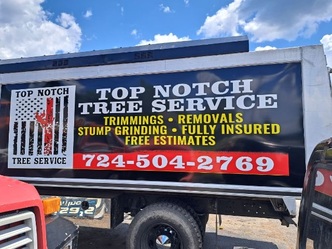 TOP NOTCH
TREE SERVICE
TOP NOTCH
TREE SERVICE
TRIMMINGS • REMOVALS
STUMP GRINDING • FULLY INSURED
FREE ESTIMATES
724-504-2769